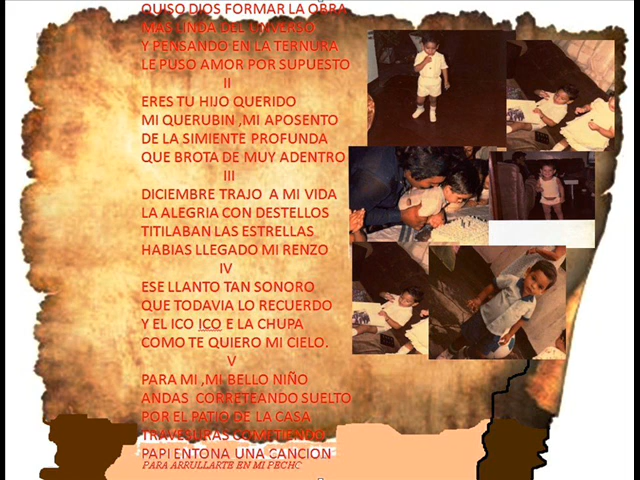 QUISO DIOS FORMAR LA OBRA
MAS LINDA DEL UNIVERSO
Y PENSANDO EN LA TERNURA
LE PUSO AMOR POR SUPUESTO
II
ERES TU HIJO QUERIDO
MI QUERUBIN ,MI APOSENTO
DE LA SIMIENTE PROFUNDA
QUE BROTA DE MUY ADENTRO
III
DICIEMBRE TRAJO A MI VIDA
LA ALEGRIA CON DESTELLOS
TITILABAN LAS ESTRELLAS
HABIAS LLEGADO MI RENZO
IV
ESE LLANTO TAN SONORO
QUE TODAVIA LO RECUERDO
Y EL ICO ICO E LA CHUPA
COMO TE QUIERO MI CIELO.
V
PARA MI ,MI BELLO NIÑO
ANDAS CORRETEANDO SUELTO
POR EL PATIO DE LA CASA
TRAVESURAS COMETIENDO
PAPI ENTONA UNA CANCION
PARA ARRULLARTE EN MI PECHO